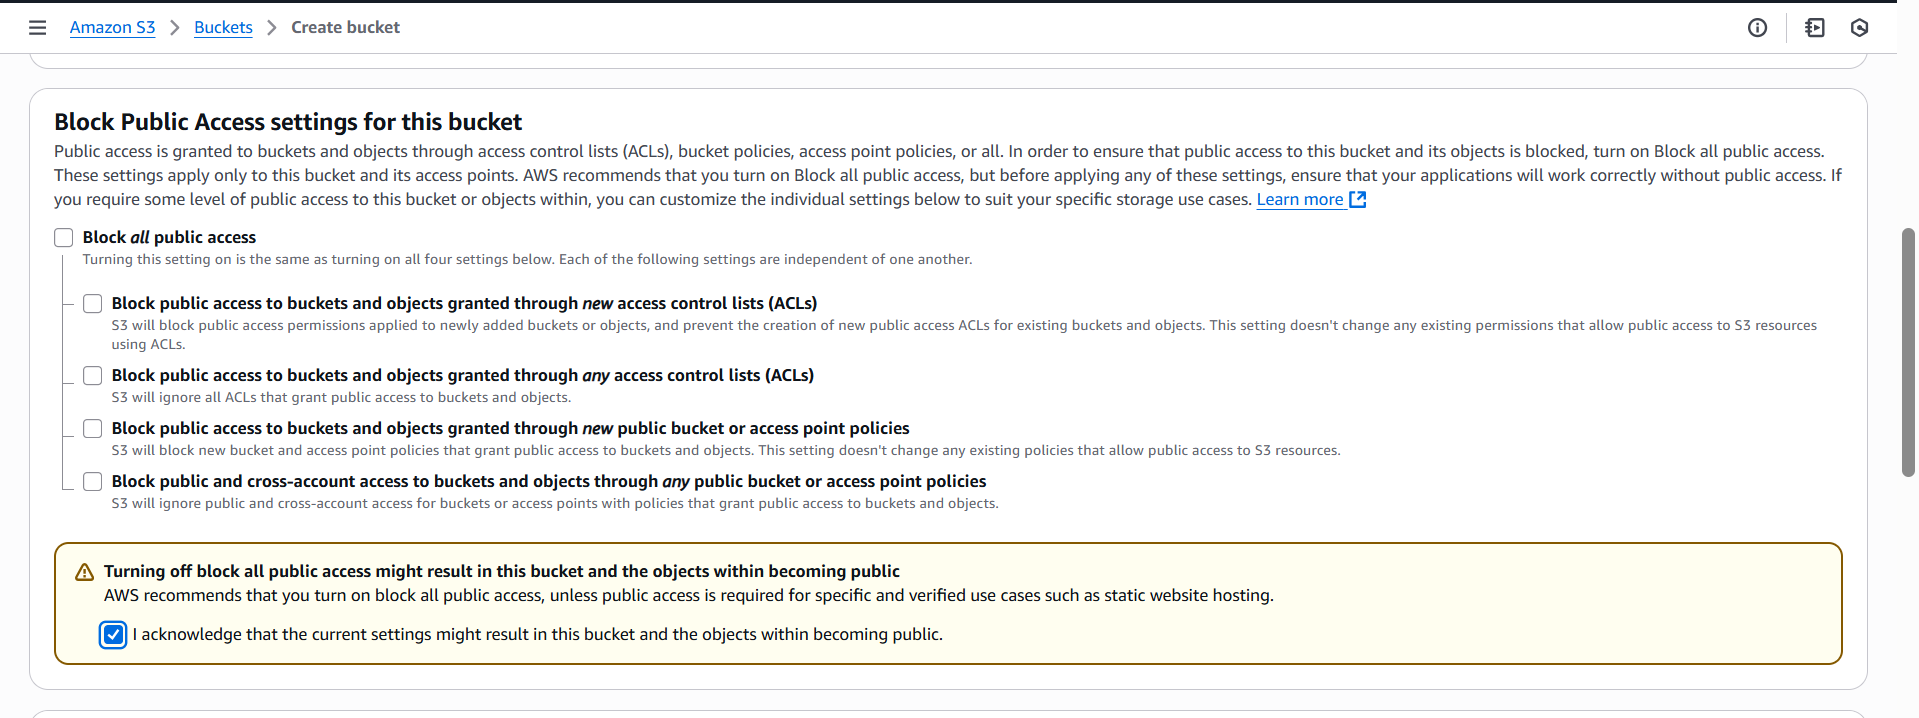 Amazon S3 > Buckets > Create bucket
Block Public Access settings for this bucket
Public access is granted to buckets and objects through access control lists (ACLs), bucket policies, access point policies, or all. In order to ensure that public access to this bucket and its objects is blocked, turn on Block all public access.
These settings apply only to this bucket and its access points. AWS recommends that you turn on Block all public access, but before applying any of these settings, ensure that your applications will work correctly without public access. If
you require some level of public access to this bucket or objects within, you can customize the individual settings below to suit your specific storage use cases. Learn more
Block all public access
Turning this setting on is the same as turning on all four settings below. Each of the following settings are independent of one another.
Block public access to buckets and objects granted through new access control lists (ACLs)
S3 will block public access permissions applied to newly added buckets or objects, and prevent the creation of new public access ACLs for existing buckets and objects. This setting doesn't change any existing permissions that allow public access to S3 resources
using ACLs.
Block public access to buckets and objects granted through any access control lists (ACLs)
S3 will ignore all ACLs that grant public access to buckets and objects.
Block public access to buckets and objects granted through new public bucket or access point policies
S3 will block new bucket and access point policies that grant public access to buckets and objects. This setting doesn't change any existing policies that allow public access to S3 resources.
Block public and cross-account access to buckets and objects through any public bucket or access point policies
S3 will ignore public and cross-account access for buckets or access points with policies that grant public access to buckets and objects.
Turning off block all public access might result in this bucket and the objects within becoming public
AWS recommends that you turn on block all public access, unless public access is required for specific and verified use cases such as static website hosting.
I acknowledge that the current settings might result in this bucket and the objects within becoming public.